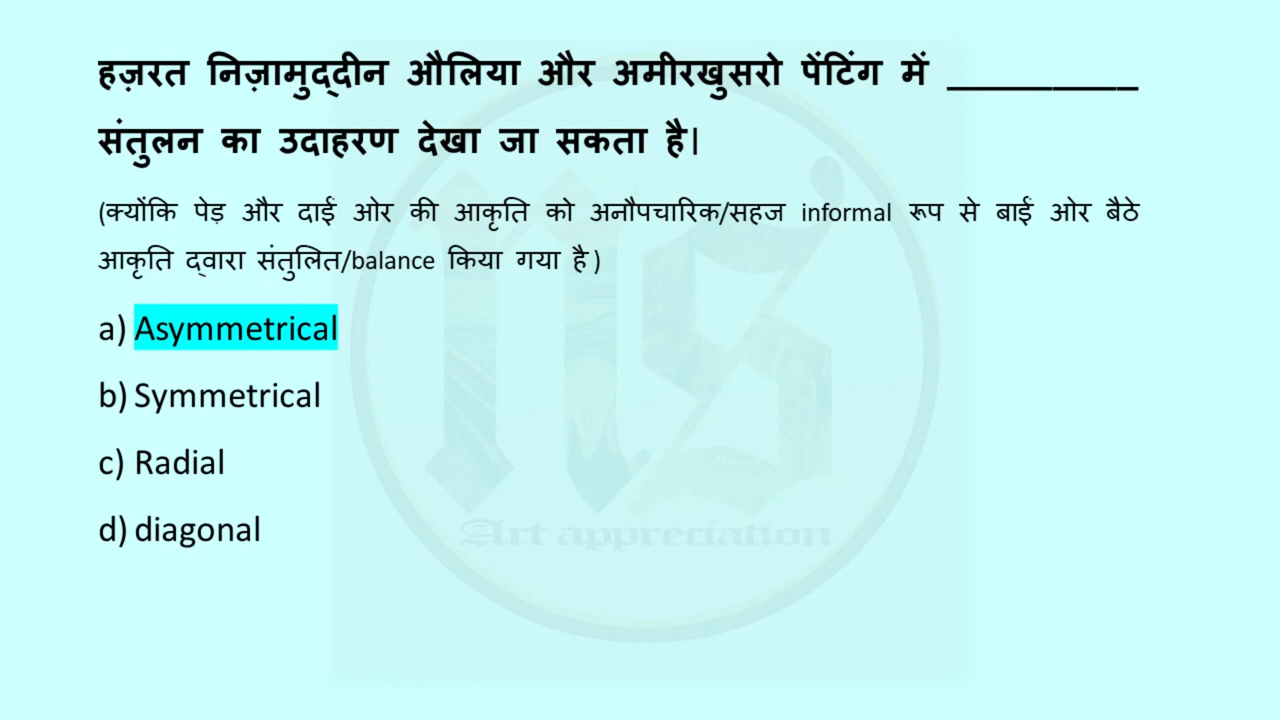 हज़रत निज़ामुद्दीन औलिया और अमीरखुसरो पेंटिंग में __________
संतुलन का उदाहरण देखा जा सकता है।
(क्योंकि पेड़ और दाईं ओर की आकृति को अनौपचारिक/सहज informal रूप से बाईं ओर बैठे
आकृति द्वारा संतुलित/balance किया गया है )
a) Asymmetrical
b) Symmetrical
c) Radial
d) diagonal
NS
Art appreciation